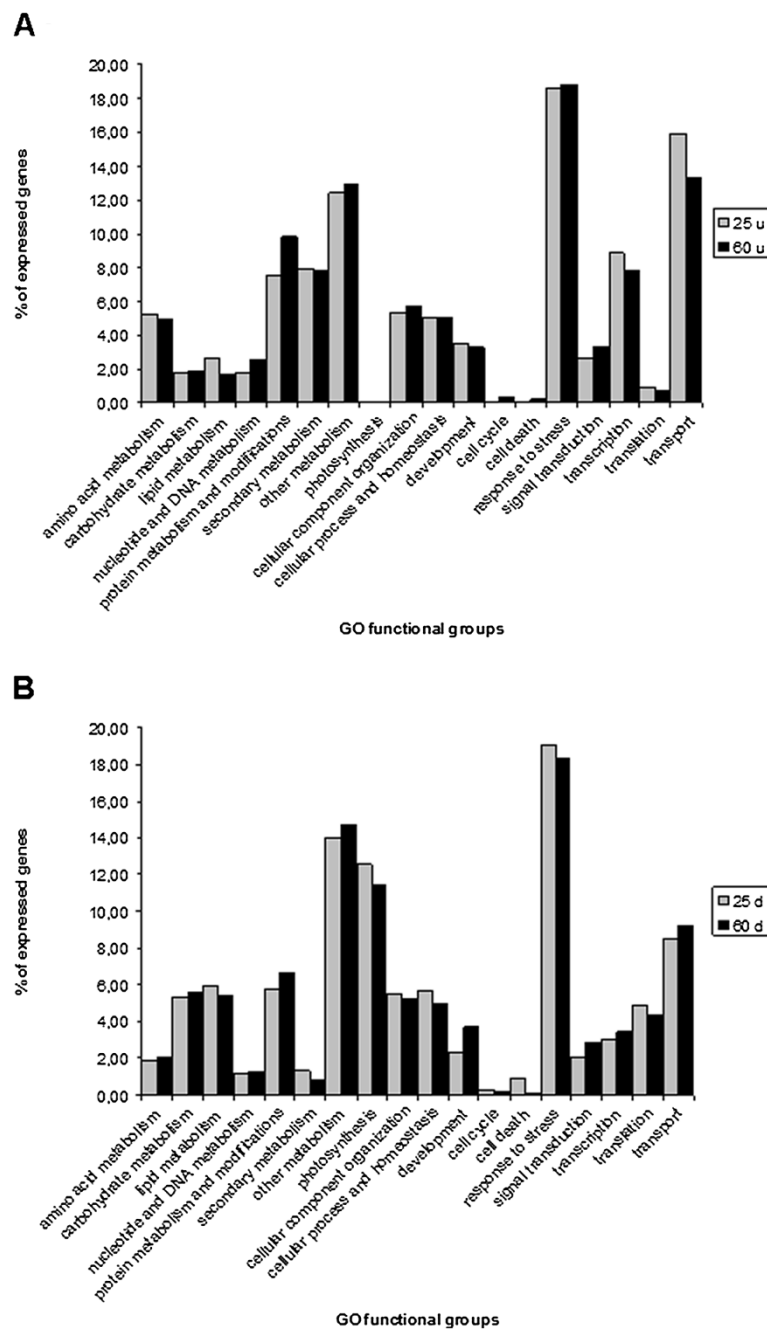 A
20,00
18,00
16,00
14,00
12,00
10,00
8,00
6,00
4,00
2,00
0,00
% of expressed genes
25 u
60 u
amino acid metabolism
carbohydrate metabolism
lipid metabolism
nucleotide and DNA metabolism
protein metabolism and modifications
secondary metabolism
other metabolism
photosynthesis
cellular component organization
cellular process and homeostasis
development
cell cycle
cell death
response to stress
signal transduction
transcription
translation
transport
GO functional groups
B
20,00
18,00
16,00
14,00
12,00
10,00
8,00
6,00
4,00
2,00
0,00
% of expressed genes
25 d
60 d
amino acid metabolism
carbohydrate metabolism
lipid metabolism
nucleotide and DNA metabolism
protein metabolism and modifications
secondary metabolism
other metabolism
photosynthesis
cellular component organization
cellular process and homeostasis
development
cell cycle
cell death
response to stress
signal transduction
transcription
translation
transport
GO functional groups